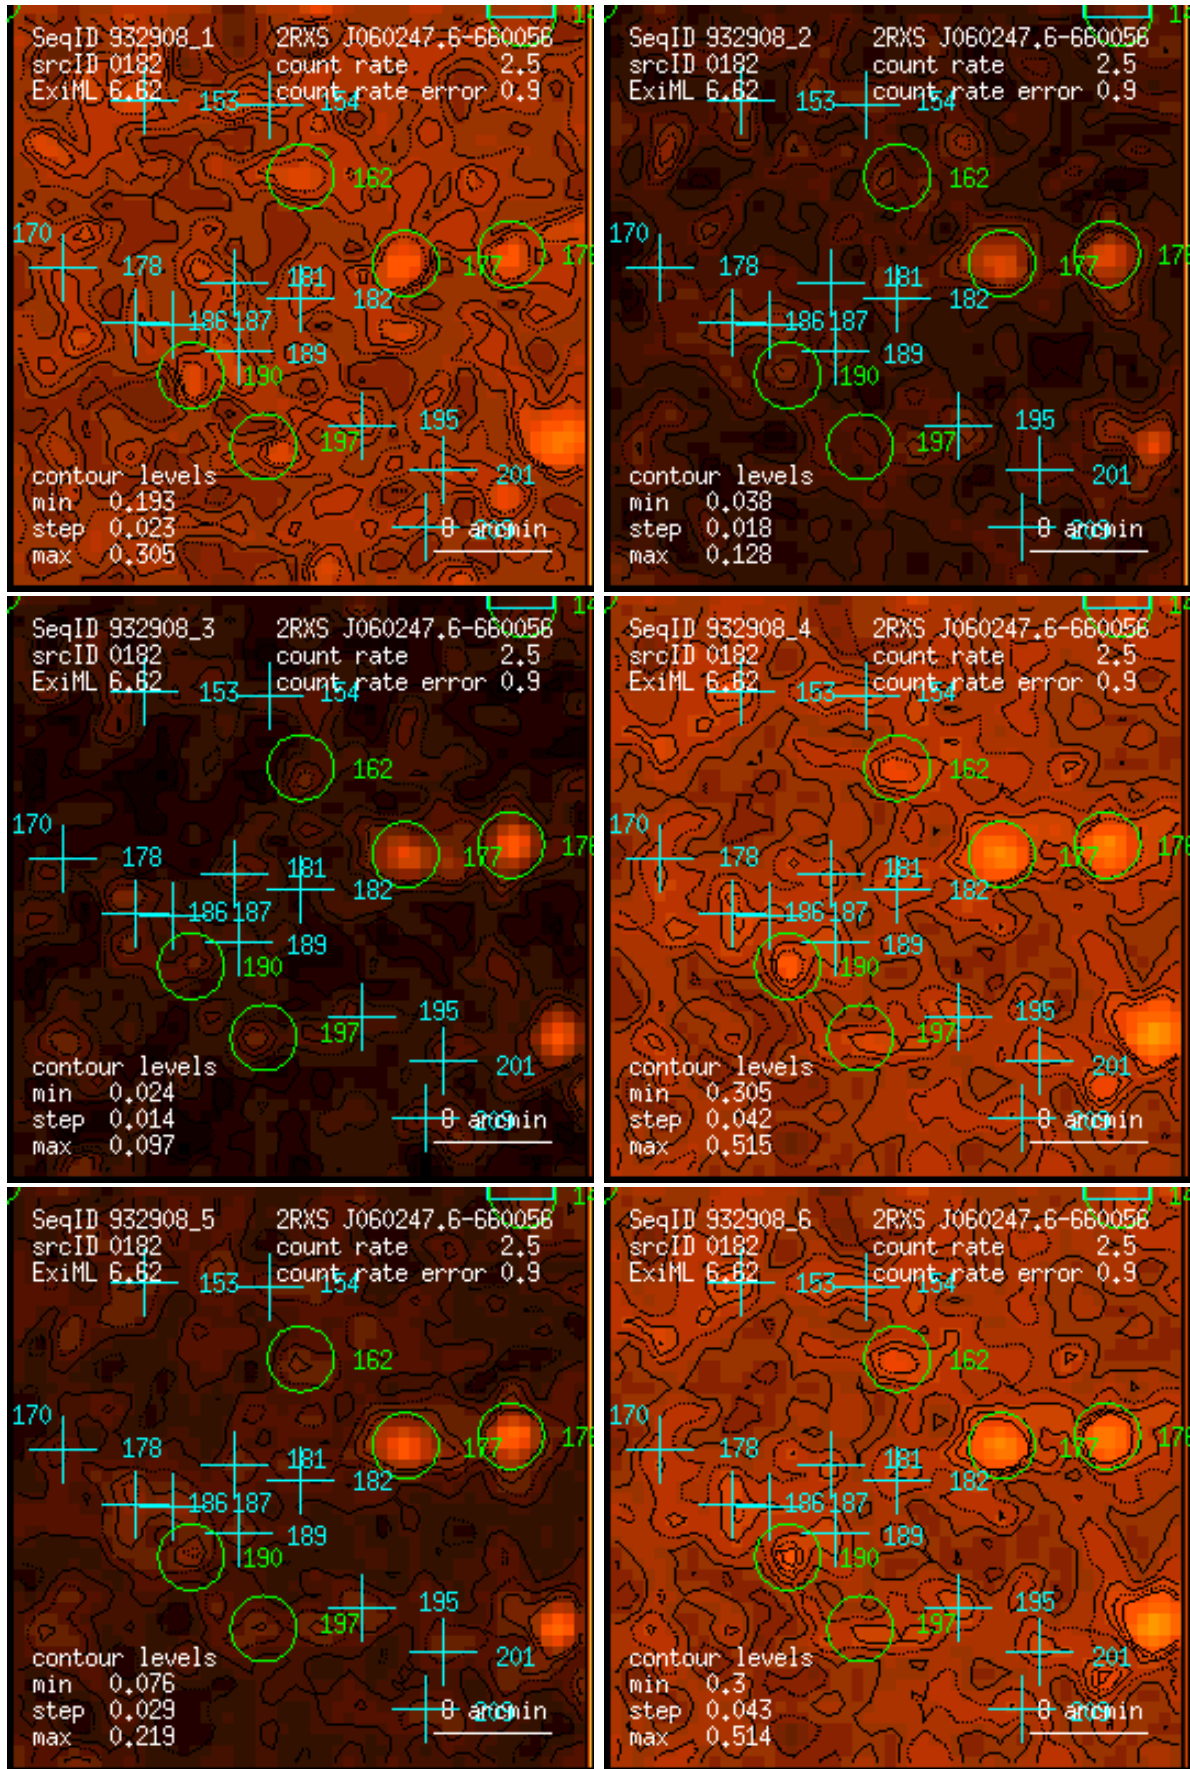 SeqID 932908_1 2RXS J060247.6-660056
srcID 0182 count rate 2.5
ExiML 6.62 count rate error 0.9
153 154
162
170
178 181 177
182
186 187
189
190
195
197
201
contour levels
min 0.193
step 0.023 209 arcmin
max 0.305
SeqID 932908_2 2RXS J060247.6-660056
srcID 0182 count rate 2.5
ExiML 6.62 count rate error 0.9
153 154
162
170
178 181 177
182
186 187
189
190
195
197
201
contour levels
min 0.038
step 0.018 209 arcmin
max 0.128
SeqID 932908_3 2RXS J060247.6-660056
srcID 0182 count rate 2.5
ExiML 6.62 count rate error 0.9
153 154
162
170
178 181 177
182
186 187
189
190
195
197
201
contour levels
min 0.024
step 0.014 209 arcmin
max 0.097
SeqID 932908_4 2RXS J060247.6-660056
srcID 0182 count rate 2.5
ExiML 6.62 count rate error 0.9
153 154
162
170
178 181 177
182
186 187
189
190
195
197
201
contour levels
min 0.305
step 0.042 209 arcmin
max 0.515
SeqID 932908_5 2RXS J060247.6-660056
srcID 0182 count rate 2.5
ExiML 6.62 count rate error 0.9
153 154
162
170
178 181 177
182
186 187
189
190
195
197
201
contour levels
min 0.076
step 0.029 209 arcmin
max 0.219
SeqID 932908_6 2RXS J060247.6-660056
srcID 0182 count rate 2.5
ExiML 6.62 count rate error 0.9
153 154
162
170
178 181 177
182
186 187
189
190
195
197
201
contour levels
min 0.3
step 0.043 209 arcmin
max 0.514